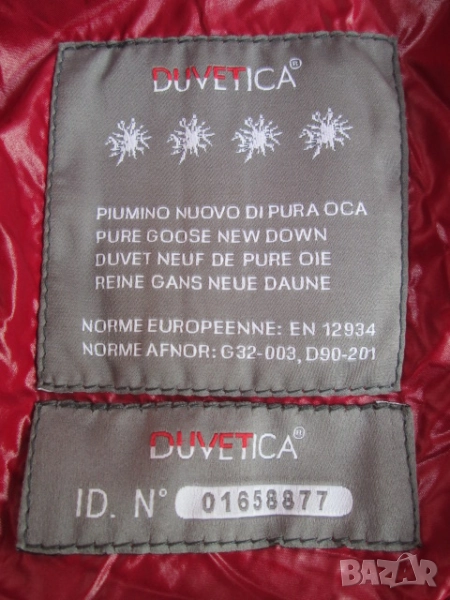 DUVETICA®
PIUMINO NUOVO DI PURA OCA
PURE GOOSE NEW DOWN
DUVET NEUF DE PURE OIE
REINE GANS NEUE DAUNE
NORME EUROPEENNE: EN 12934
NORME AFNOR: G32-003, D90-201
DUVETICA®
ID. N° 01658877
BAZAR